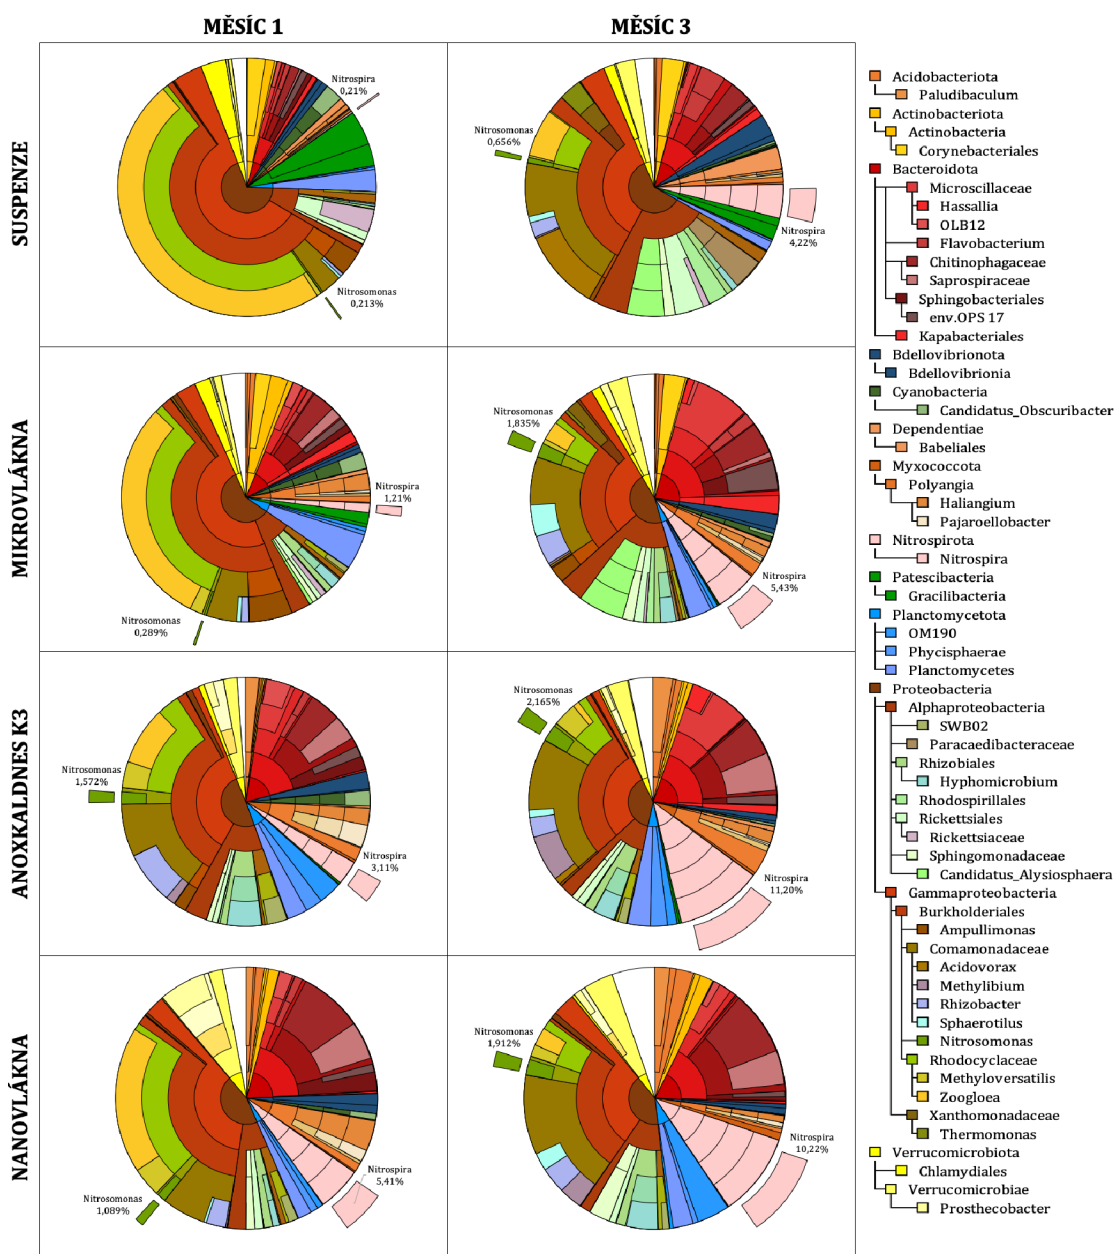 MĚSÍC 1
MĚSÍC 3
SUSPENZE
Nitrospira
0,21%
Nitrosomonas
0,213%
Nitrosomonas
0,656%
Nitrospira
4,22%
MIKROVLÁKNA
Nitrospira
1,21%
Nitrosomonas
0,289%
Nitrosomonas
1,835%
Nitrospira
5,43%
ANOXKALDNES K3
Nitrosomonas
1,572%
Nitrospira
3,11%
Nitrosomonas
2,165%
Nitrospira
11,20%
NANOVLÁKNA
Nitrosomonas
1,089%
Nitrospira
5,41%
Nitrosomonas
1,912%
Nitrospira
10,22%
Acidobacteriota
Paludibaculum
Actinobacteriota
Actinobacteria
Corynebacteriales
Bacteroidota
Microscillaceae
Hassallia
OLB12
Flavobacterium
Chitinophagaceae
Saprospiraceae
Sphingobacteriales
env.OPS 17
Kapabacteriales
Bdellovibrionota
Bdellovibrionia
Cyanobacteria
Candidatus_Obscuribacter
Dependentiae
Babeliales
Myxococcota
Polyangia
Haliangium
Pajaroellobacter
Nitrospirota
Nitrospira
Patescibacteria
Gracilibacteria
Planctomycetota
OM190
Phycisphaerae
Planctomycetes
Proteobacteria
Alphaproteobacteria
SWB02
Paracaedibacteraceae
Rhizobiales
Hyphomicrobium
Rhodospirillales
Rickettsiales
Rickettsiaceae
Sphingomonadaceae
Candidatus_Alysiosphaera
Gammaproteobacteria
Burkholderiales
Ampullimonas
Comamonadaceae
Acidovorax
Methylibium
Rhizobacter
Sphaerotilus
Nitrosomonas
Rhodocyclaceae
Methyloversatilis
Zoogloea
Xanthomonadaceae
Thermomonas
Verrucomicrobiota
Chlamydiales
Verrucomicrobiae
Prosthecobacter